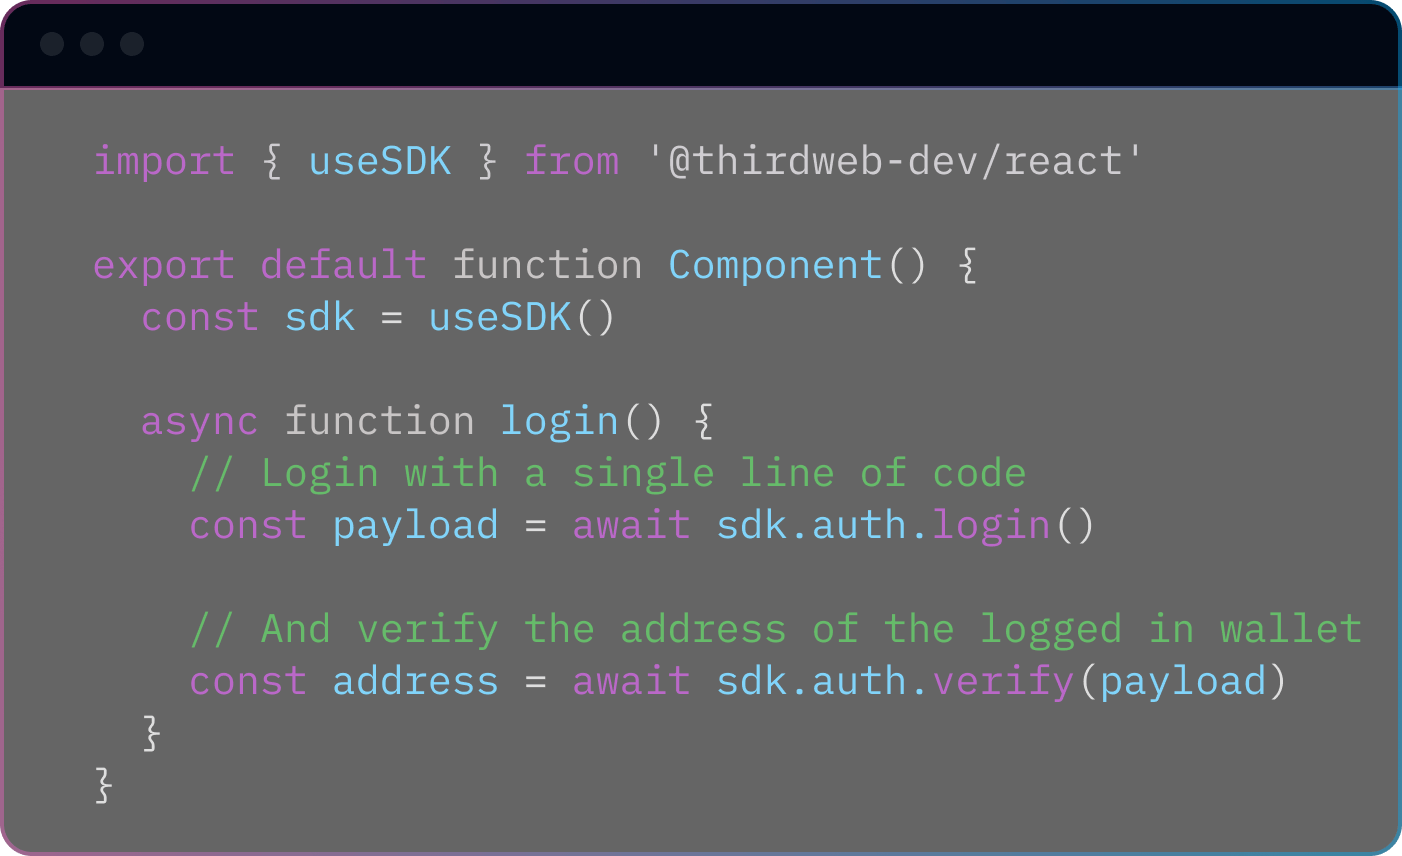 import { useSDK } from '@thirdweb-dev/react'
export default function Component() {
const sdk = useSDK()
async function login() {
// Login with a single line of code
const payload = await sdk.auth.login()
// And verify the address of the logged in wallet
const address = await sdk.auth.verify(payload)
}
}